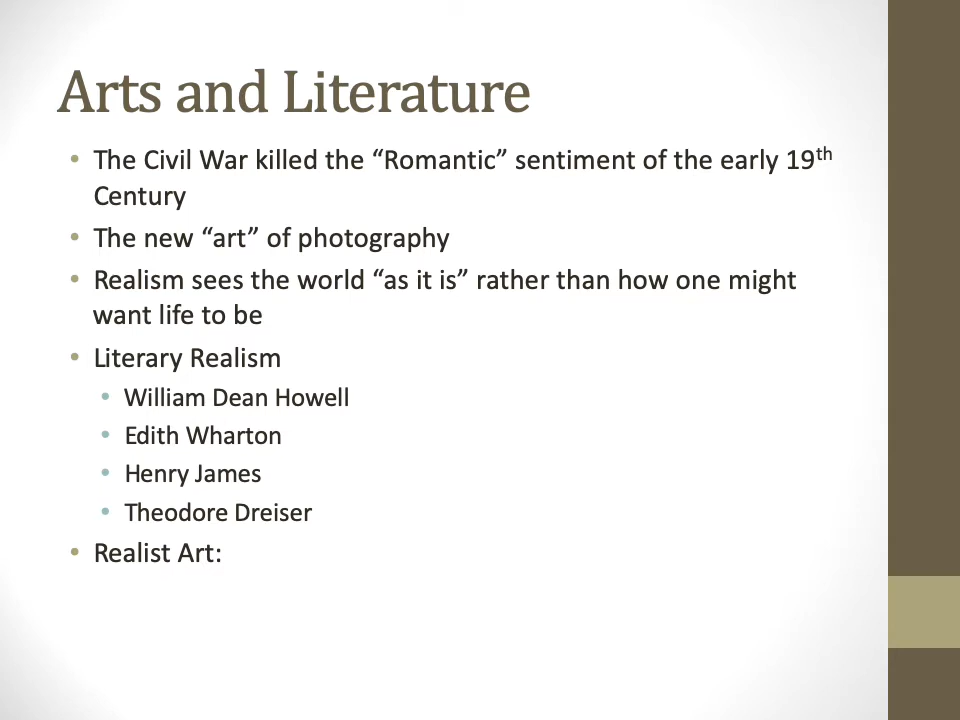 Arts and Literature
• The Civil War killed the “Romantic” sentiment of the early 19th
Century
• The new “art” of photography
• Realism sees the world “as it is” rather than how one might
want life to be
• Literary Realism
• William Dean Howell
• Edith Wharton
• Henry James
• Theodore Dreiser
• Realist Art: